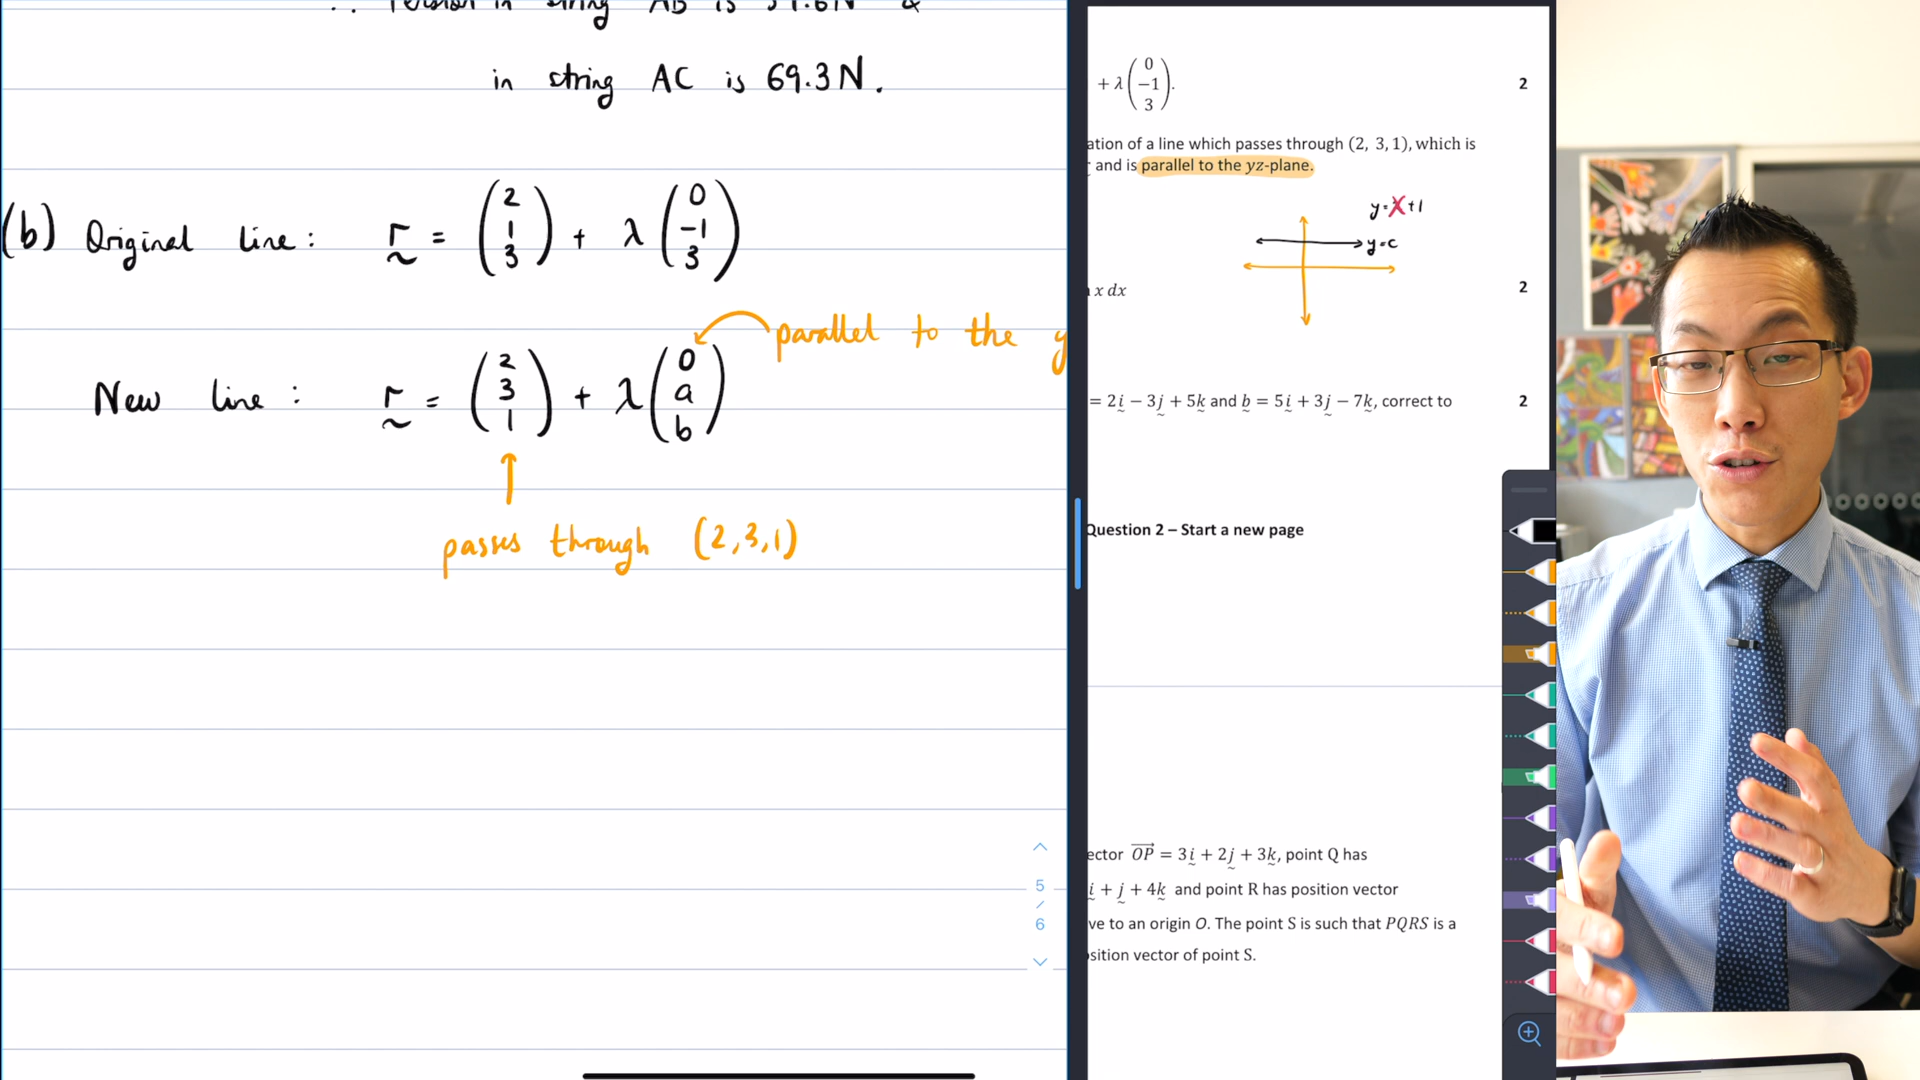 in string AC is 69.3N.
(b) Original line: r = (2 1 3) + λ (0 -1 3)
parallel to the y
New line: r = (2 3 1) + λ (0 a b)
passes through (2,3,1)
5
6
+ λ (0 −1 3).
2
ation of a line which passes through (2, 3, 1), which is
and is parallel to the yz-plane.
y=x+1
y=c
x dx
2
= 2i − 3j + 5k and b = 5i + 3j − 7k, correct to
2
Question 2 – Start a new page
ector OP = 3i + 2j + 3k, point Q has
i + j + 4k and point R has position vector
ve to an origin O. The point S is such that PQRS is a
sition vector of point S.